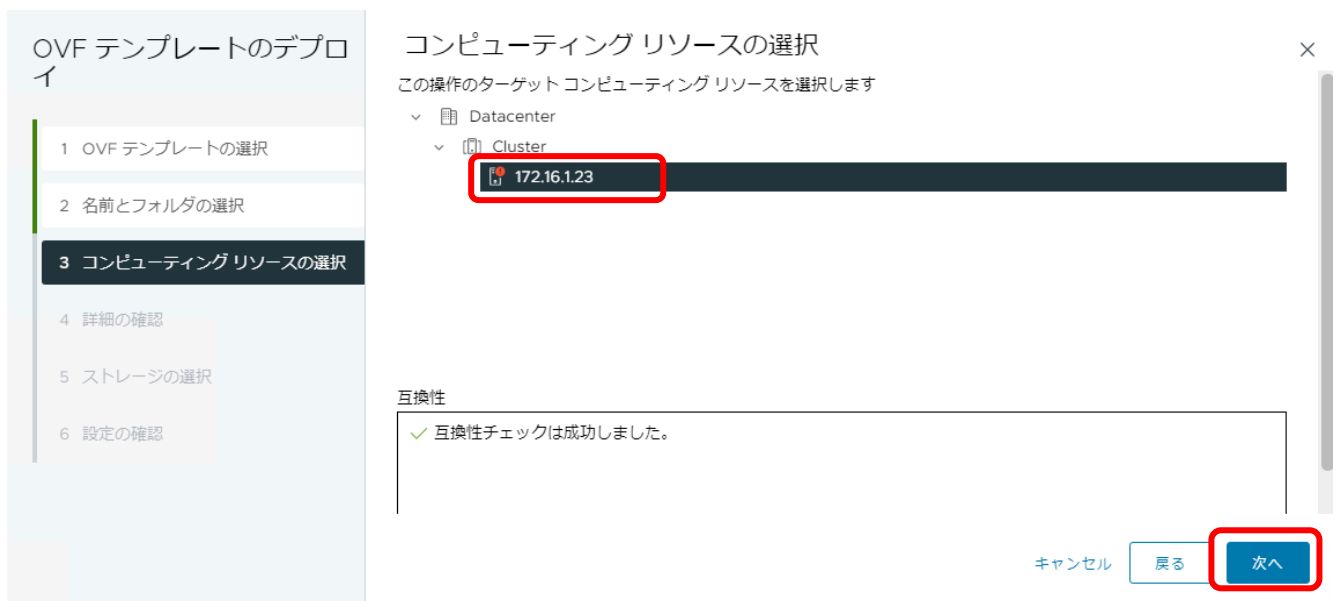 OVF テンプレートのデプロ
イ
1 OVF テンプレートの選択
2 名前とフォルダの選択
3 コンピューティング リソースの選択
4 詳細の確認
5 ストレージの選択
6 設定の確認
コンピューティング リソースの選択
この操作のターゲット コンピューティング リソースを選択します
Datacenter
Cluster
172.16.1.23
互換性
互換性チェックは成功しました。
キャンセル
戻る
次へ